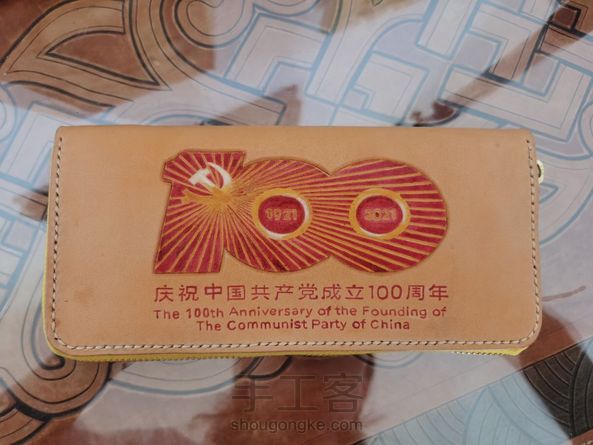 1921
2021
庆祝中国共产党成立100周年
The 100th Anniversary of the Founding of
The Communist Party of China
手工客
shougongke.com